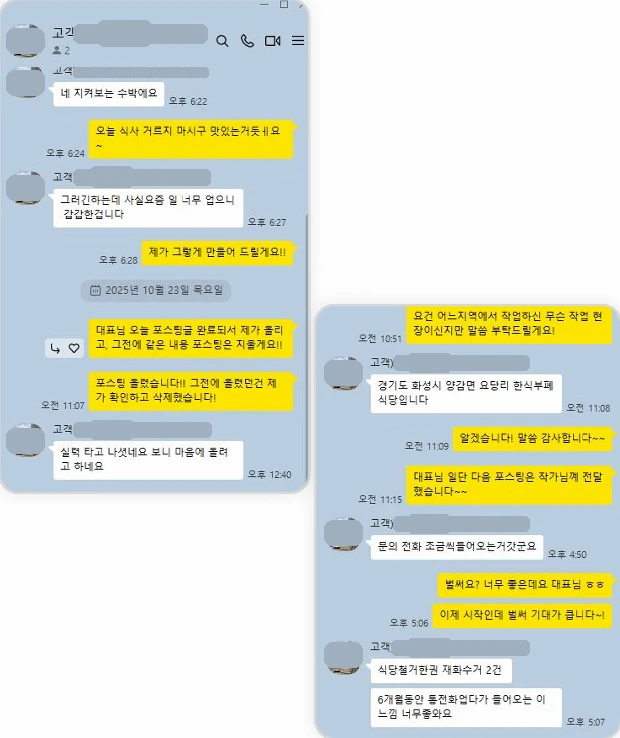 고객
2
고객
네 지켜보는 수박에요
오후 6:22
오늘 식사 거르지 마시구 맛있는거듯ㅔ요
~
오후 6:24
고객
그러긴하는데 사실요즘 일 너무 업으니
갑갑한겁니다
오후 6:27
제가 그렇게 만들어 드릴게요!!
오후 6:28
2025년 10월 23일 목요일
대표님 오늘 포스팅글 완료되서 제가 올리
고, 그전에 같은 내용 포스팅은 지울게요!!
포스팅 올렸습니다!! 그전에 올렸던건 제
가 확인하고 삭제했습니다!
오전 11:07
고객
실력 타고 나셧네요 보니 마음에 울려
고 하네요
오후 12:40
요건 어느지역에서 작업하신 무슨 작업 현
장이신지만 말씀 부탁드릴게요!
오전 10:51
고객)
경기도 화성시 양감면 요당리 한식부페
식당입니다
오전 11:08
알겠습니다! 말씀 감사합니다~~
오전 11:09
대표님 일단 다음 포스팅은 작가님께 전달
했습니다~~
오전 11:15
고객)
문의 전화 조금씩들어오는거갓군요
오후 4:50
벌써요? 너무 좋은데요 대표님 ㅎㅎ
이제 시작인데 벌써 기대가 큽니다~!
오후 5:06
고객
식당철거한권 재화수거 2건
6개월동안 통전화업다가 들어오는 이
느낌 너무좋와요
오후 5:07